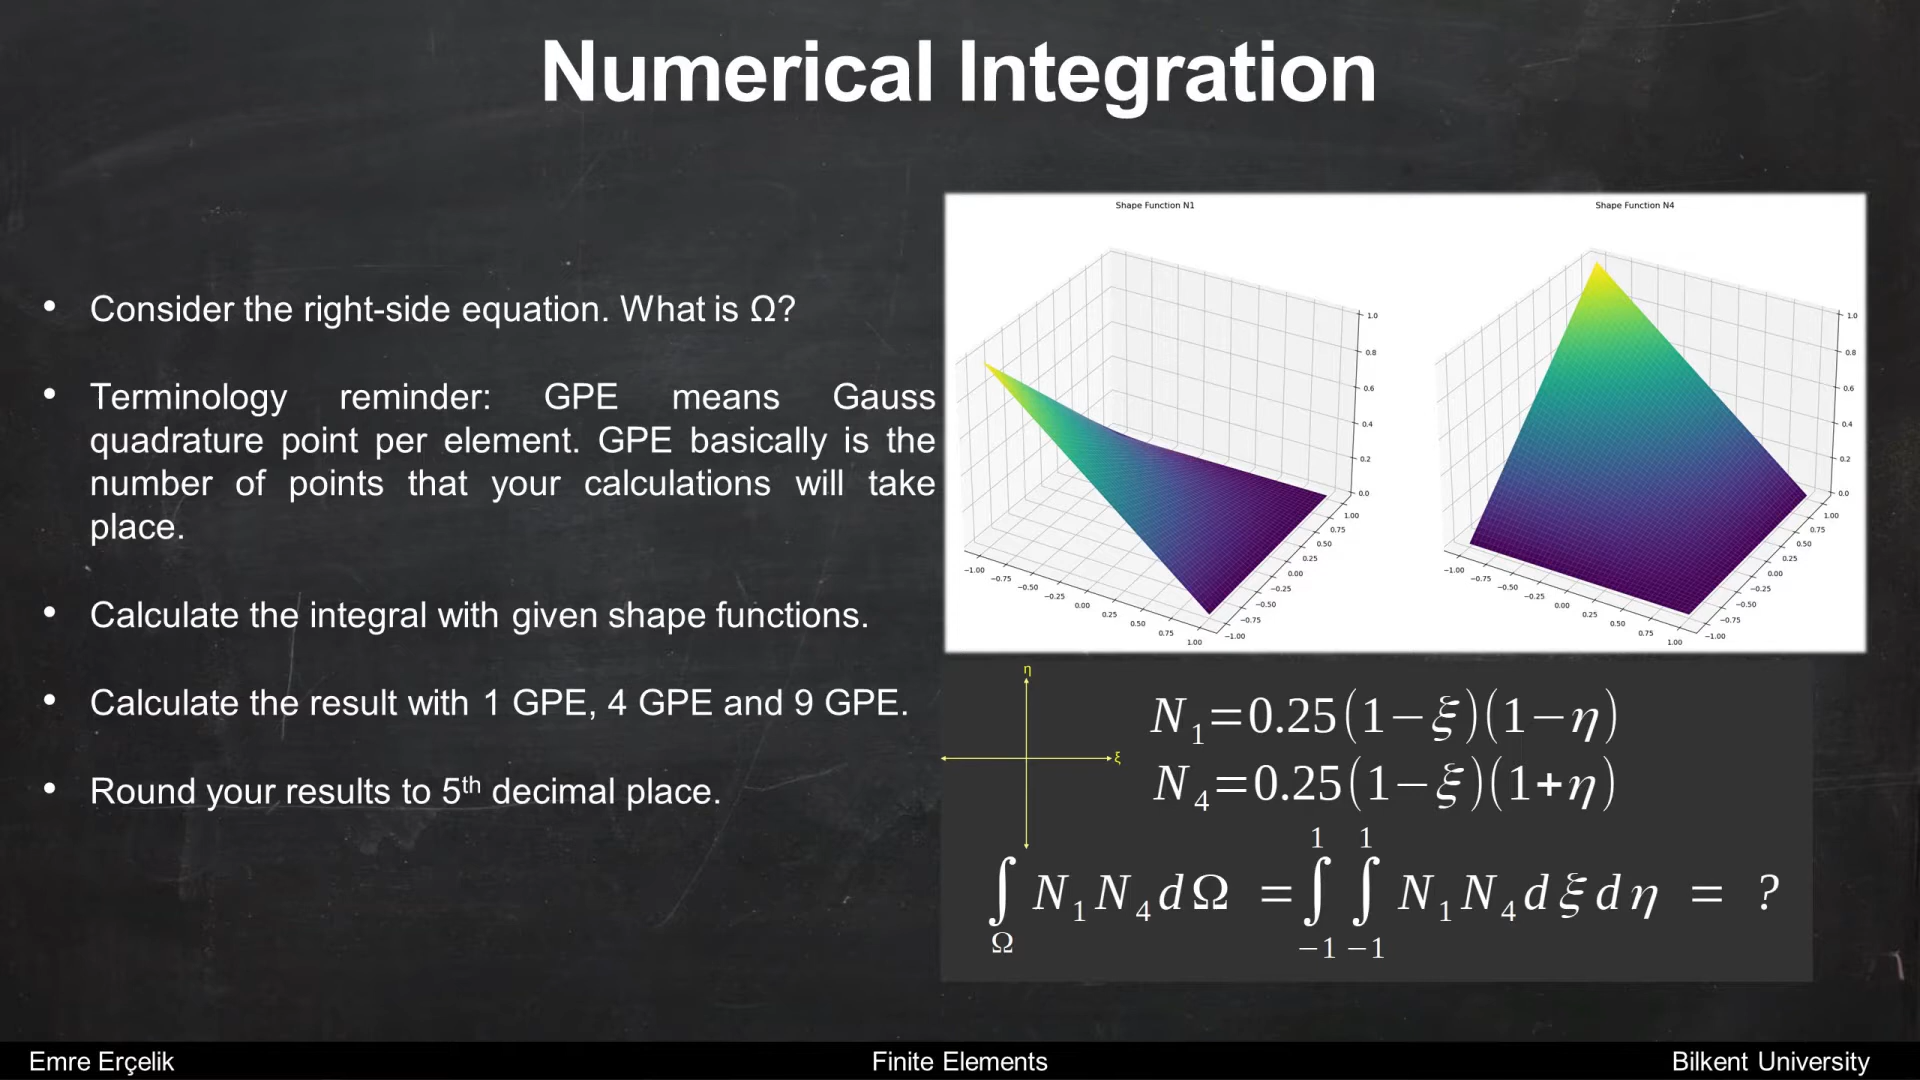 Numerical Integration
• Consider the right-side equation. What is Ω?
• Terminology reminder: GPE means Gauss
quadrature point per element. GPE basically is the
number of points that your calculations will take
place.
• Calculate the integral with given shape functions.
• Calculate the result with 1 GPE, 4 GPE and 9 GPE.
• Round your results to 5th decimal place.
Shape Function N1
1.0
0.8
0.6
0.4
0.2
0.0
−1.00
−0.75
−0.50
−0.25
0.00
0.25
0.50
0.75
1.00
1.00
0.75
0.50
0.25
0.00
−0.25
−0.50
−0.75
−1.00
Shape Function N4
1.0
0.8
0.6
0.4
0.2
0.0
−1.00
−0.75
−0.50
−0.25
0.00
0.25
0.50
0.75
1.00
1.00
0.75
0.50
0.25
0.00
−0.25
−0.50
−0.75
−1.00
η
ξ
N₁=0.25(1−ξ)(1−η)
N₄=0.25(1−ξ)(1+η)
∫_Ω N₁N₄dΩ = ∫_−1^1 ∫_−1^1 N₁N₄dξdη = ?
Emre Erçelik
Finite Elements
Bilkent University